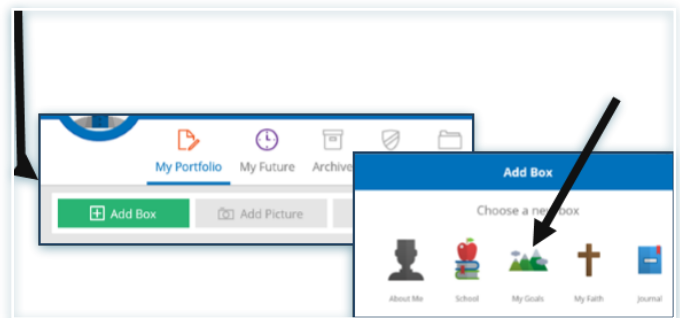 My Portfolio My Future Archive
Add Box Add Picture
Add Box
Choose a new box
About Me School My Goals My Faith Journal